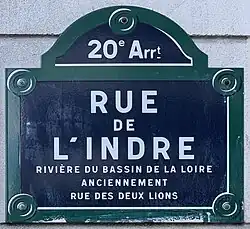 20e Arrt
RUE
DE
L'INDRE
RIVIÈRE DU BASSIN DE LA LOIRE
ANCIENNEMENT
RUE DES DEUX LIONS